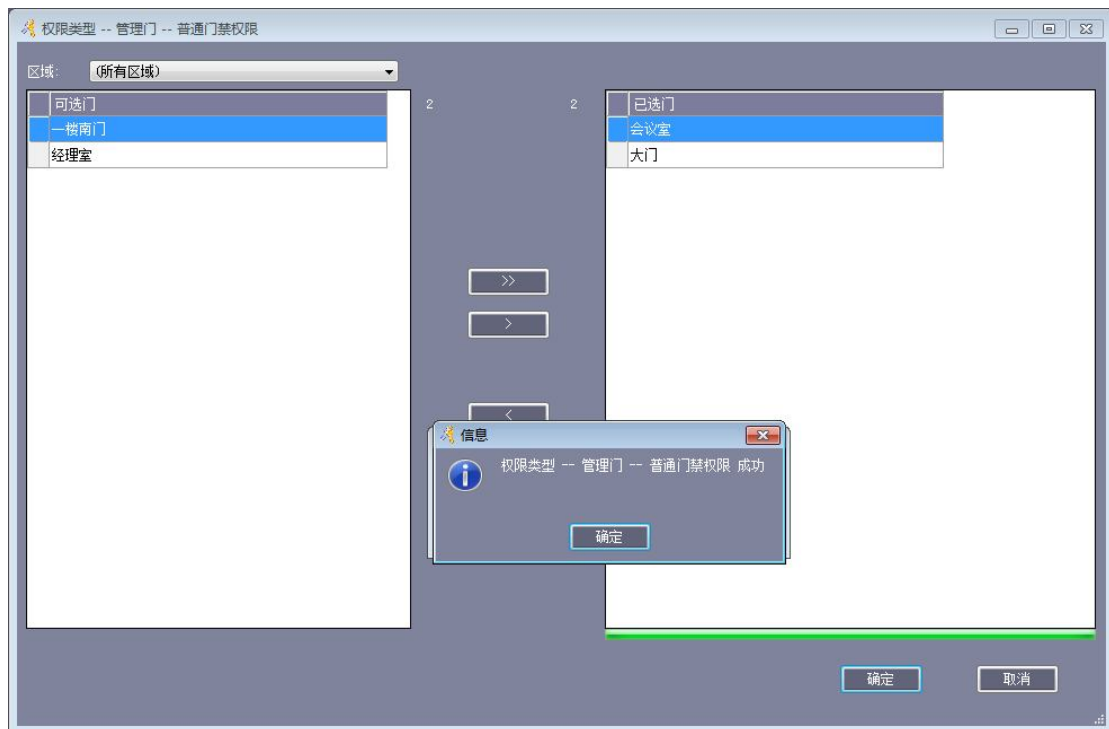 权限类型 -- 管理门 -- 普通门禁权限
区域: (所有区域)
可选门
一楼南门
经理室
2
2
已选门
会议室
大门
>>
>
<
信息
权限类型 -- 管理门 -- 普通门禁权限 成功
确定
确定
取消